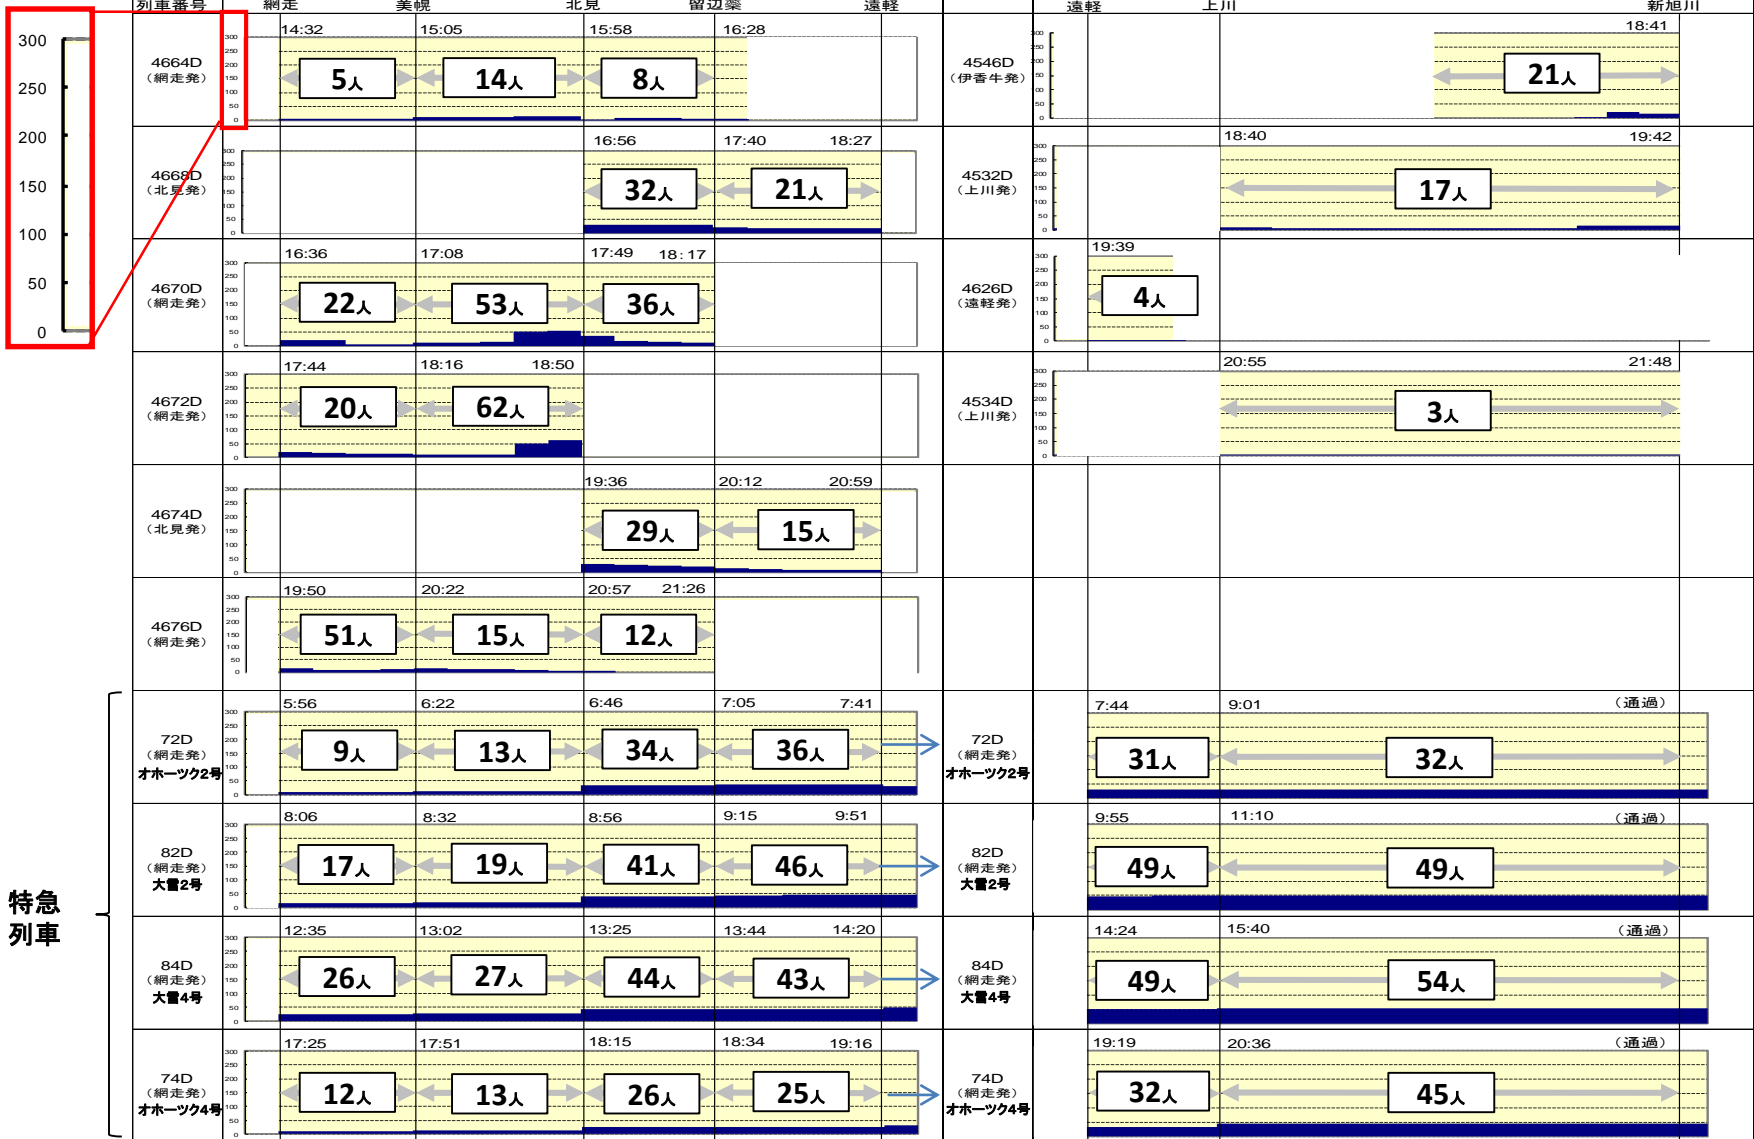 列車番号 網走 美幌 北見 留辺蘂 遠軽 遠軽 上川 新旭川
300
250
200
150
100
50
0
4664D
（網走発）
14:32 15:05 15:58 16:28
5人 14人 8人
4546D
（伊香牛発）
18:41
21人
4668D
（北見発）
16:56 17:40 18:27
32人 21人
4532D
（上川発）
18:40 19:42
17人
4670D
（網走発）
16:36 17:08 17:49 18:17
22人 53人 36人
4626D
（遠軽発）
19:39
4人
4672D
（網走発）
17:44 18:16 18:50
20人 62人
4534D
（上川発）
20:55 21:48
3人
4674D
（北見発）
19:36 20:12 20:59
29人 15人
4676D
（網走発）
19:50 20:22 20:57 21:26
51人 15人 12人
特急
列車
72D
（網走発）
オホーツク2号
5:56 6:22 6:46 7:05 7:41
9人 13人 34人 36人
72D
（網走発）
オホーツク2号
7:44 9:01 （通過）
31人 32人
82D
（網走発）
大雪2号
8:06 8:32 8:56 9:15 9:51
17人 19人 41人 46人
82D
（網走発）
大雪2号
9:55 11:10 （通過）
49人 49人
84D
（網走発）
大雪4号
12:35 13:02 13:25 13:44 14:20
26人 27人 44人 43人
84D
（網走発）
大雪4号
14:24 15:40 （通過）
49人 54人
74D
（網走発）
オホーツク4号
17:25 17:51 18:15 18:34 19:16
12人 13人 26人 25人
74D
（網走発）
オホーツク4号
19:19 20:36 （通過）
32人 45人